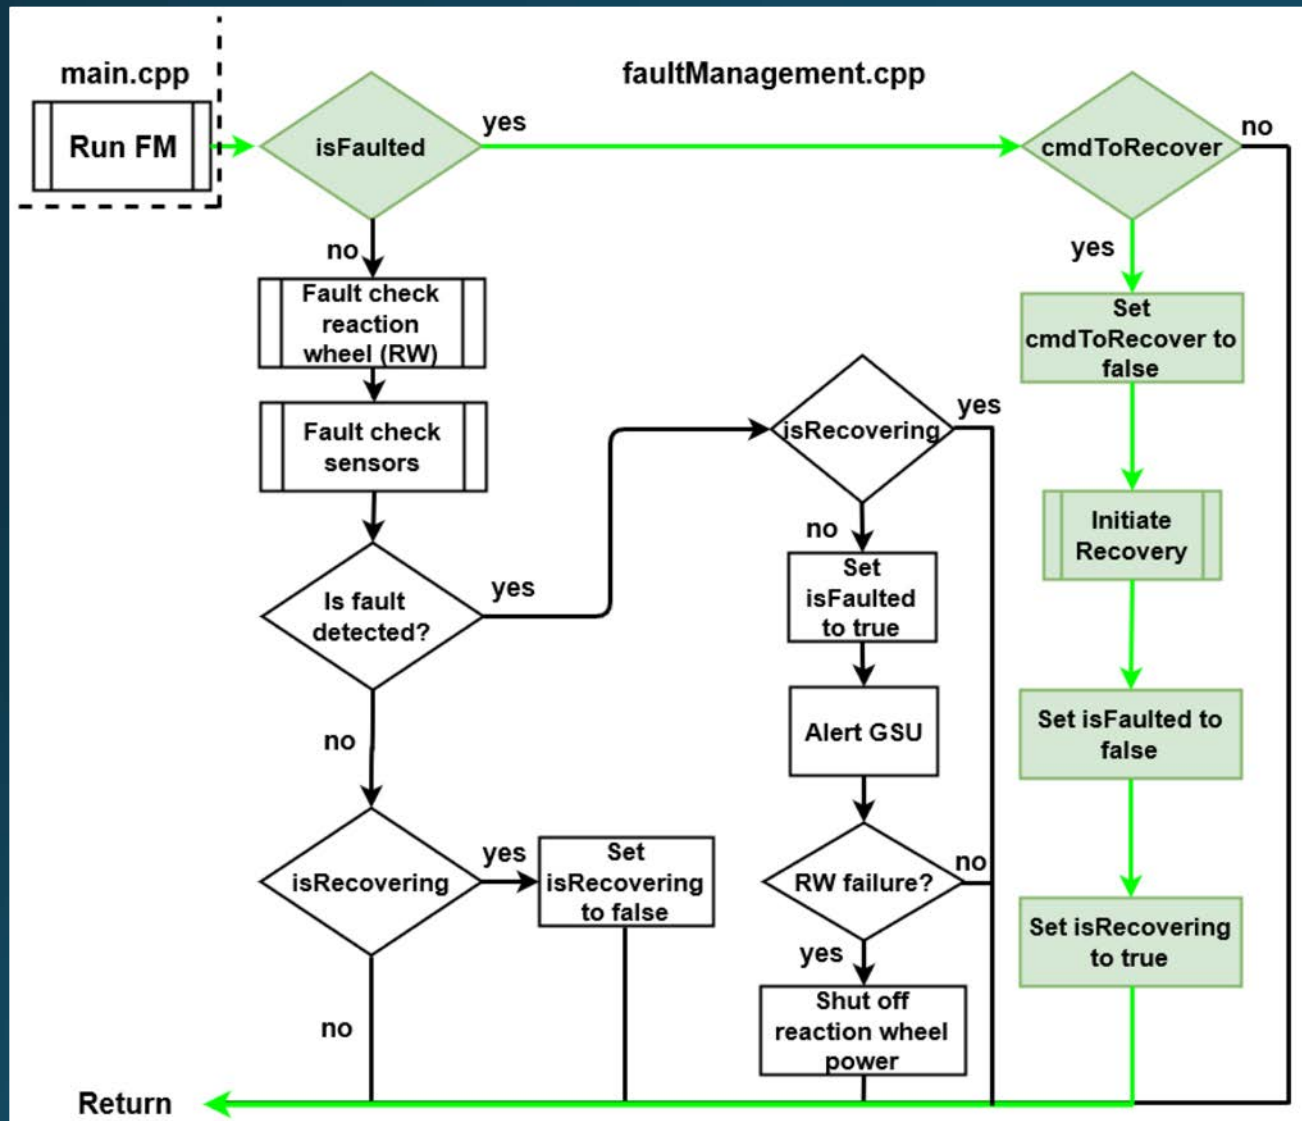 main.cpp
faultManagement.cpp
Run FM
isFaulted
yes
cmdToRecover
no
no
yes
Fault check
reaction
wheel (RW)
Set
cmdToRecover to
false
Fault check
sensors
isRecovering
yes
no
Initiate
Recovery
Is fault
detected?
yes
Set
isFaulted
to true
no
Alert GSU
Set isFaulted to
false
isRecovering
yes
Set
isRecovering
to false
RW failure?
no
yes
Set isRecovering
to true
no
Shut off
reaction wheel
power
Return